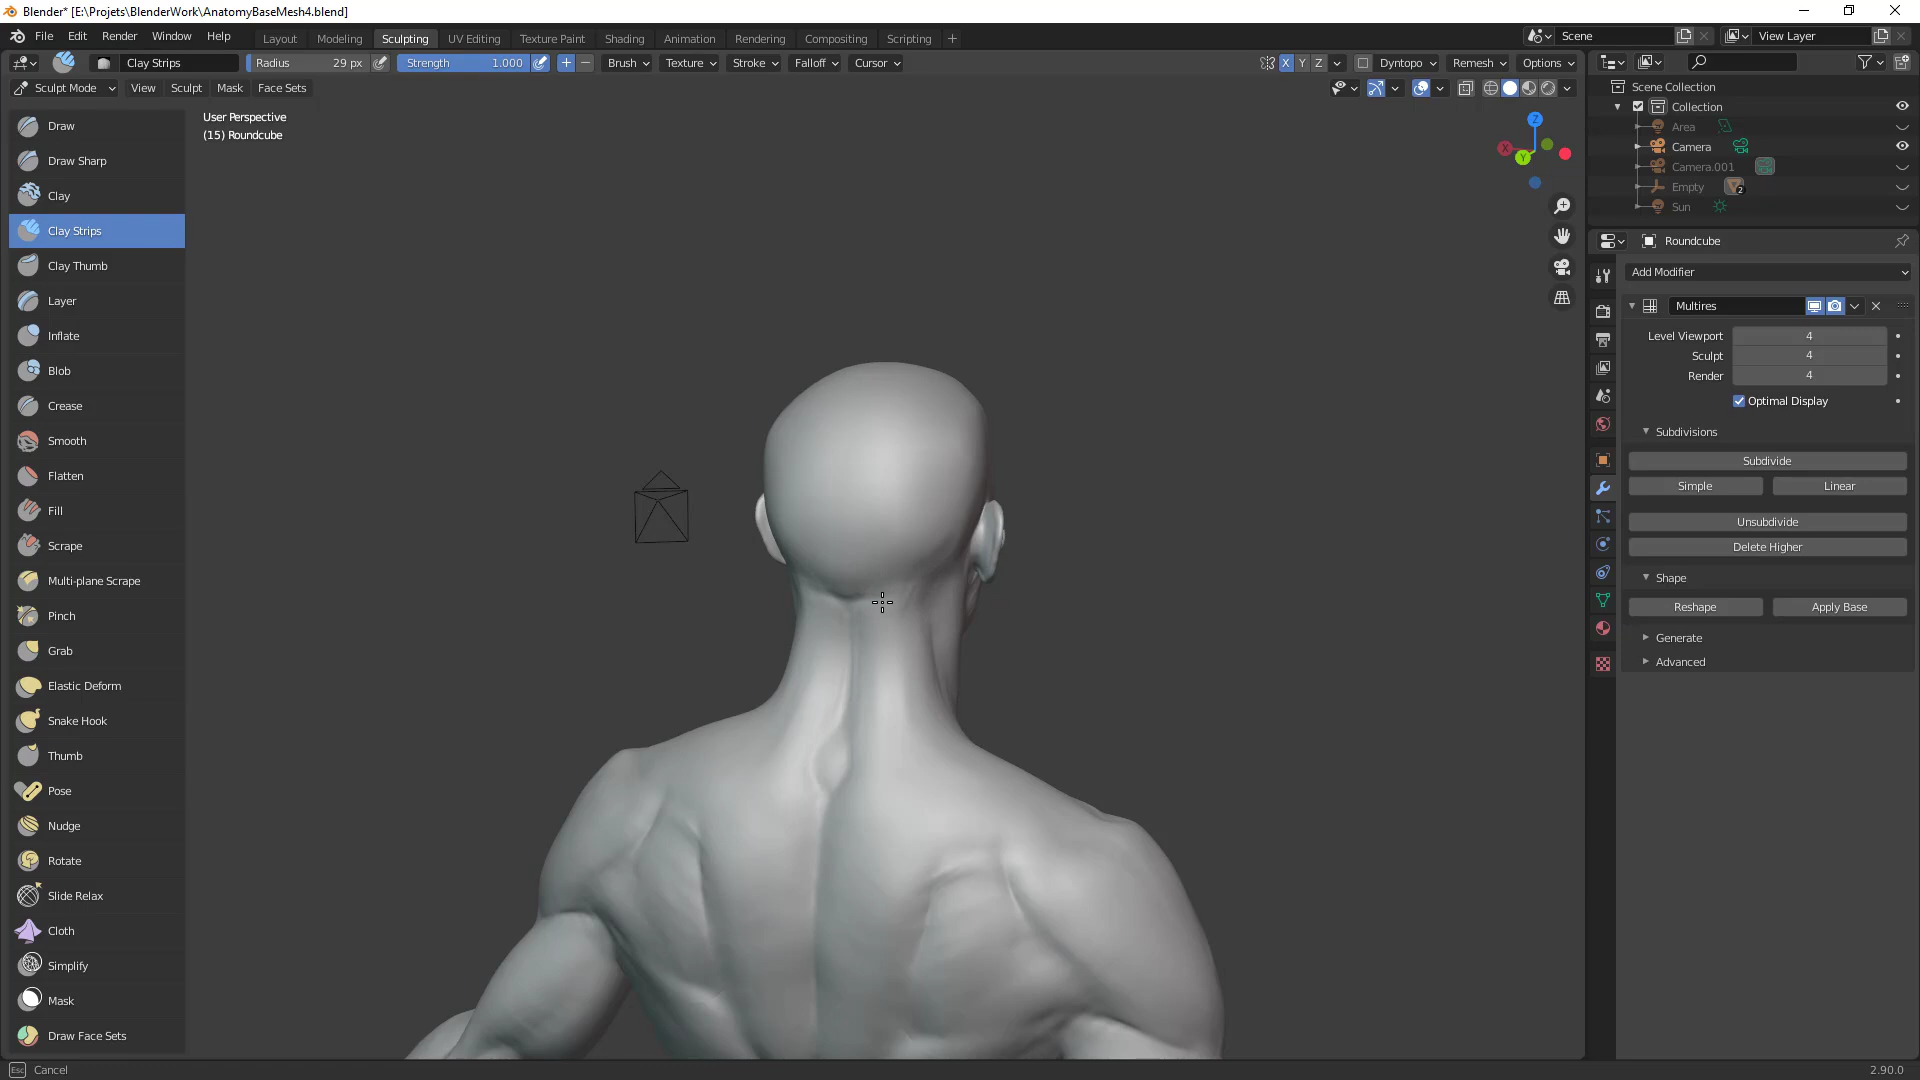 Blender* [E:\Projets\BlenderWork\AnatomyBaseMesh4.blend]
File Edit Render Window Help Layout Modeling Sculpting UV Editing Texture Paint Shading Animation Rendering Compositing Scripting + Scene View Layer
Clay Strips Radius 29 px Strength 1.000 + − Brush Texture Stroke Falloff Cursor X Y Z Dyntopo Remesh Options
Sculpt Mode View Sculpt Mask Face Sets
User Perspective
(15) Roundcube
Z
X
Y
Draw
Draw Sharp
Clay
Clay Strips
Clay Thumb
Layer
Inflate
Blob
Crease
Smooth
Flatten
Fill
Scrape
Multi-plane Scrape
Pinch
Grab
Elastic Deform
Snake Hook
Thumb
Pose
Nudge
Rotate
Slide Relax
Cloth
Simplify
Mask
Draw Face Sets
Scene Collection
Collection
Area
Camera
Camera.001
Empty 2
Sun
Roundcube
Add Modifier
Multires
Level Viewport 4
Sculpt 4
Render 4
Optimal Display
Subdivisions
Subdivide
Simple Linear
Unsubdivide
Delete Higher
Shape
Reshape Apply Base
Generate
Advanced
Esc Cancel
2.90.0